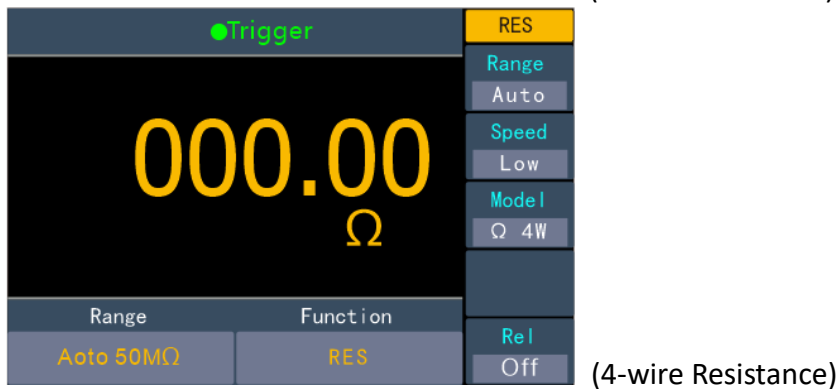 ●Trigger
RES
Range
Auto
000.00
Ω
Speed
Low
Model
Ω 4W
Range
Function
Aoto 50MΩ
RES
Rel
Off
(4-wire Resistance)